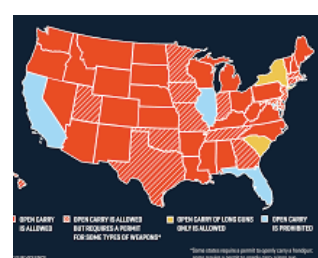 OPEN CARRY
IS ALLOWED
OPEN CARRY IS ALLOWED
BUT REQUIRES A PERMIT
FOR SOME TYPES OF WEAPONS*
OPEN CARRY OF LONG GUNS
ONLY IS ALLOWED
OPEN CARRY
IS PROHIBITED
*Some states require a permit to openly carry a handgun,